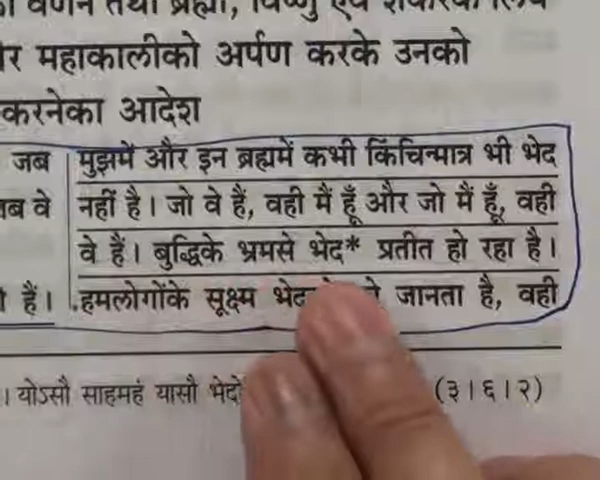 वर्णन तथा ब्रह्मा, विष्णु एवं शंकरके लिये
र महाकालीको अर्पण करके उनको
करनेका आदेश
जब मुझमें और इन ब्रह्ममें कभी किंचिन्मात्र भी भेद
वे नहीं है। जो वे हैं, वही मैं हूँ और जो मैं हूँ, वही
वे हैं। बुद्धिके भ्रमसे भेद* प्रतीत हो रहा है।
हैं। हमलोगोंके सूक्ष्म भेद जानता है, वही
। योऽसौ साहमहं यासौ भेदो (३।६।२)